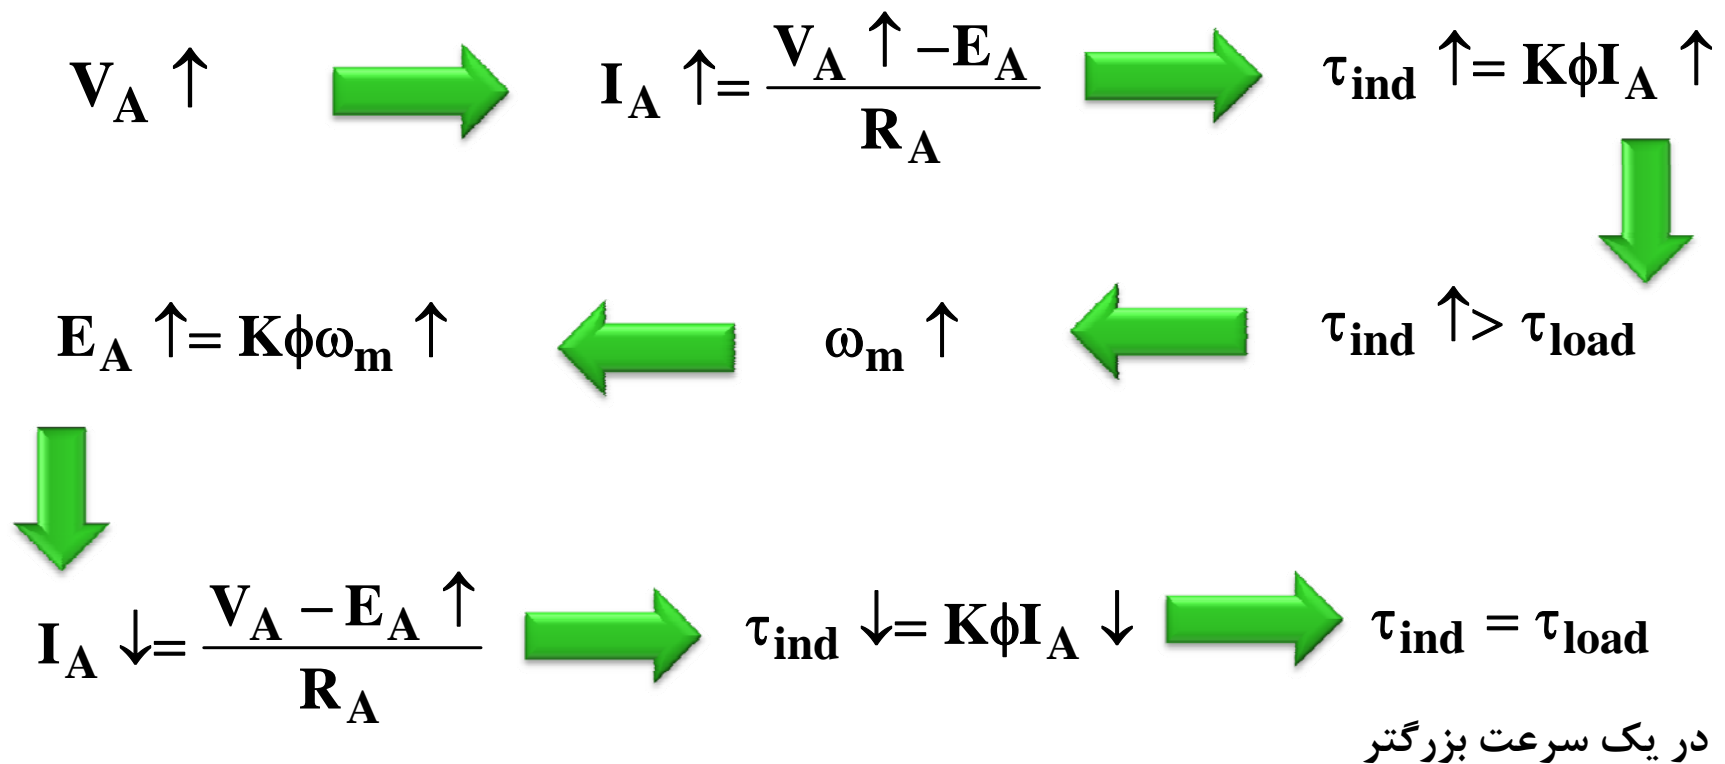 V_A ↑ I_A ↑= (V_A ↑ −E_A)/R_A τ_ind ↑= KϕI_A ↑
E_A ↑= Kϕω_m ↑ ω_m ↑ τ_ind ↑> τ_load
I_A ↓= (V_A − E_A ↑)/R_A τ_ind ↓= KϕI_A ↓ τ_ind = τ_load
در یک سرعت بزرگتر